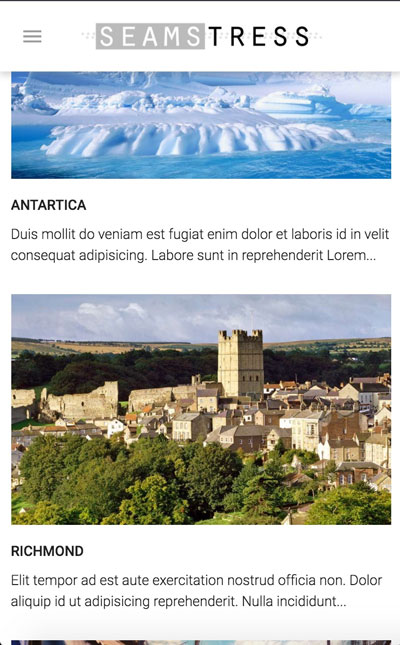 SEAMSTRESS
ANTARTICA
Duis mollit do veniam est fugiat enim dolor et laboris id in velit
consequat adipisicing. Labore sunt in reprehenderit Lorem...
RICHMOND
Elit tempor ad est aute exercitation nostrud officia non. Dolor
aliquip id ut adipisicing reprehenderit. Nulla incididunt...